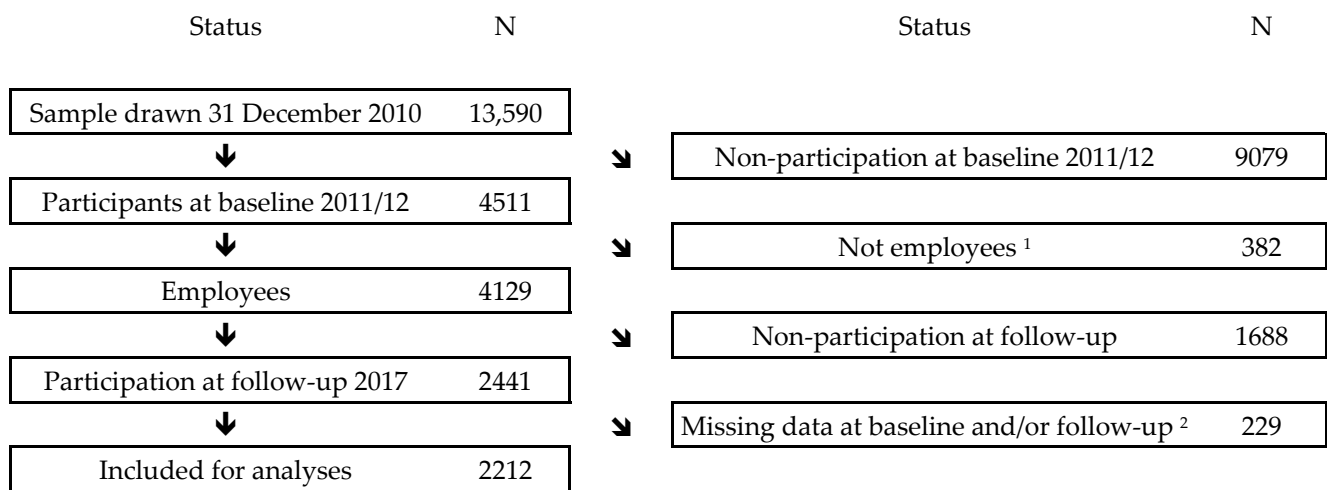 Status N Status N
Sample drawn 31 December 2010 13,590
Non-participation at baseline 2011/12 9079
Participants at baseline 2011/12 4511
Not employees ¹ 382
Employees 4129
Non-participation at follow-up 1688
Participation at follow-up 2017 2441
Missing data at baseline and/or follow-up ² 229
Included for analyses 2212